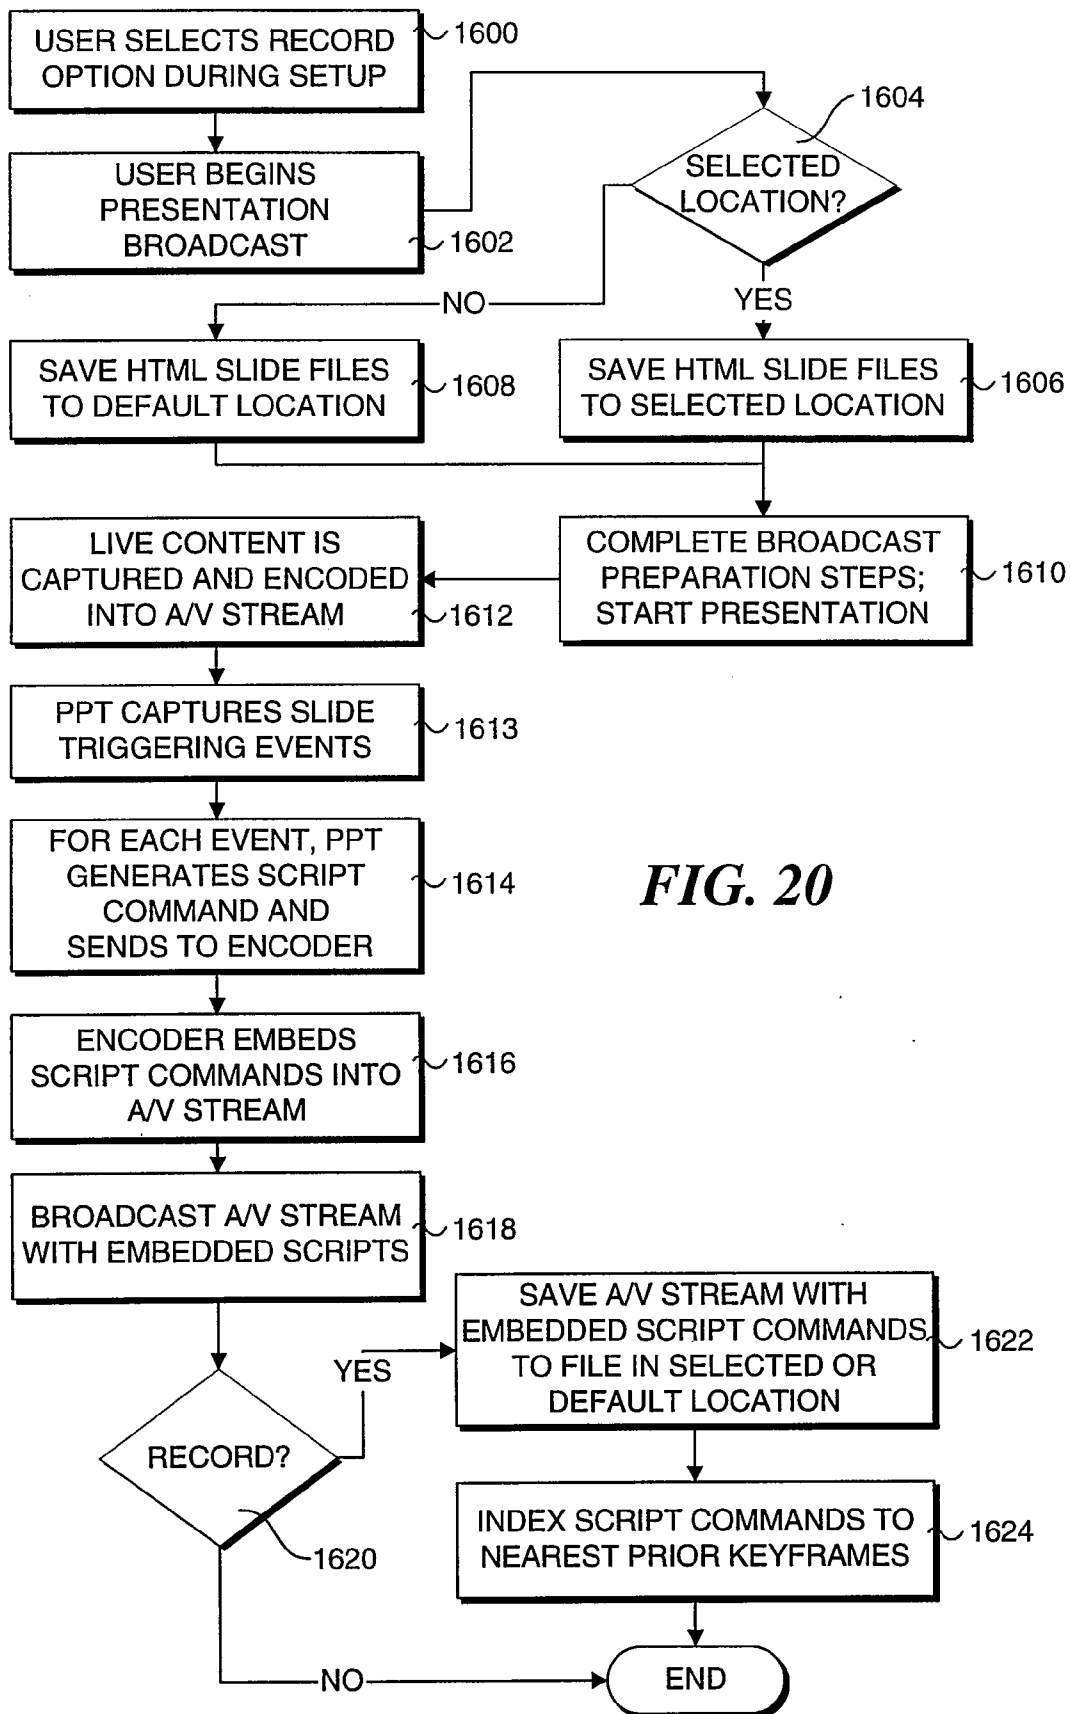 USER SELECTS RECORD
OPTION DURING SETUP
1600
USER BEGINS
PRESENTATION
BROADCAST
1602
1604
SELECTED
LOCATION?
NO
YES
SAVE HTML SLIDE FILES
TO DEFAULT LOCATION
1608
SAVE HTML SLIDE FILES
TO SELECTED LOCATION
1606
COMPLETE BROADCAST
PREPARATION STEPS;
START PRESENTATION
1610
LIVE CONTENT IS
CAPTURED AND ENCODED
INTO A/V STREAM
1612
PPT CAPTURES SLIDE
TRIGGERING EVENTS
1613
FOR EACH EVENT, PPT
GENERATES SCRIPT
COMMAND AND
SENDS TO ENCODER
1614
FIG. 20
ENCODER EMBEDS
SCRIPT COMMANDS INTO
A/V STREAM
1616
BROADCAST A/V STREAM
WITH EMBEDDED SCRIPTS
1618
RECORD?
1620
YES
SAVE A/V STREAM WITH
EMBEDDED SCRIPT COMMANDS
TO FILE IN SELECTED OR
DEFAULT LOCATION
1622
INDEX SCRIPT COMMANDS TO
NEAREST PRIOR KEYFRAMES
1624
NO
END